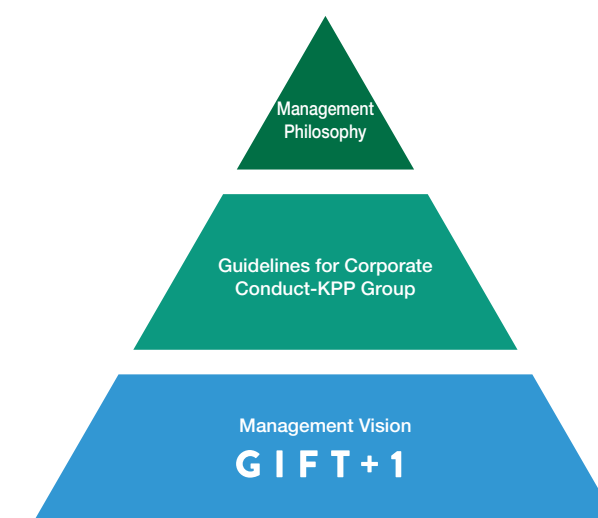 Management
Philosophy
Guidelines for Corporate
Conduct-KPP Group
Management Vision
GIFT+1